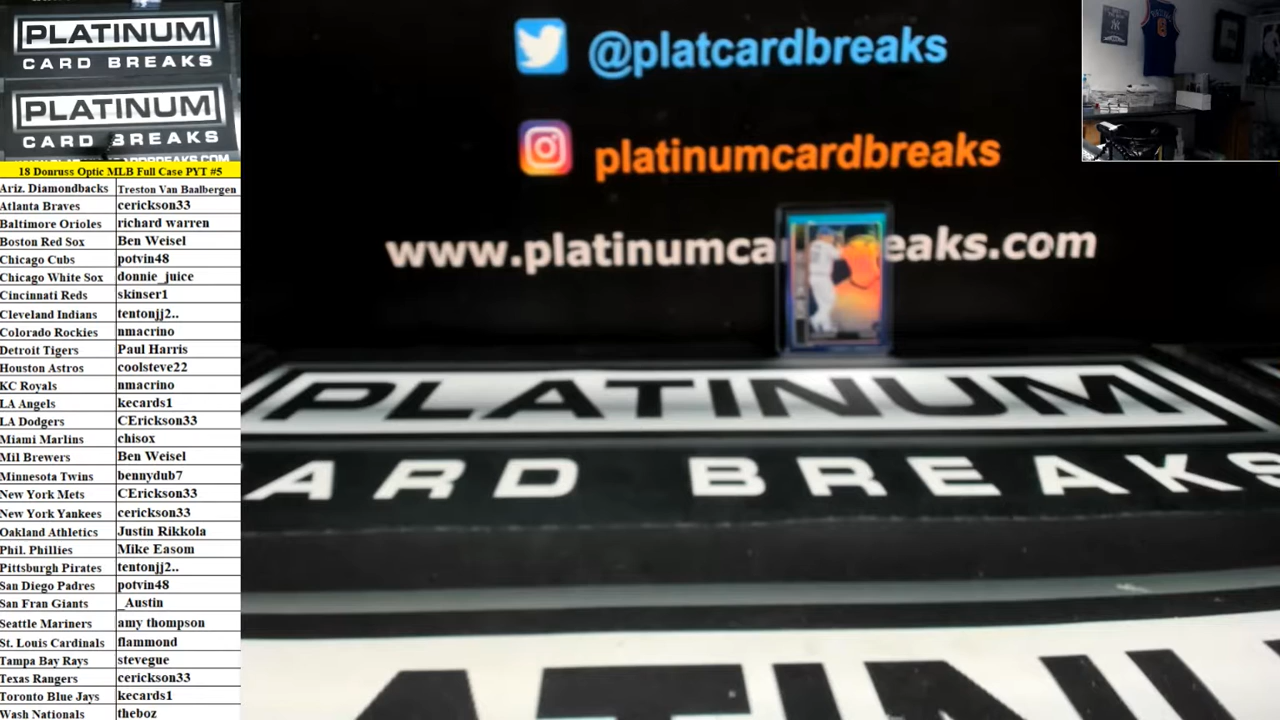 PLATINUM
CARD BREAKS
PLATINUM
CARD BREAKS
18 Donruss Optic MLB Full Case PYT #5
Ariz. Diamondbacks Treston Van Baalbergen
Atlanta Braves cerickson33
Baltimore Orioles richard warren
Boston Red Sox Ben Weisel
Chicago Cubs potvin48
Chicago White Sox donnie_juice
Cincinnati Reds skinser1
Cleveland Indians tentonjj2..
Colorado Rockies nmacrino
Detroit Tigers Paul Harris
Houston Astros coolsteve22
KC Royals nmacrino
LA Angels kecards1
LA Dodgers CErickson33
Miami Marlins chisox
Mil Brewers Ben Weisel
Minnesota Twins bennydub7
New York Mets CErickson33
New York Yankees cerickson33
Oakland Athletics Justin Rikkola
Phil. Phillies Mike Easom
Pittsburgh Pirates tentonjj2..
San Diego Padres potvin48
San Fran Giants _Austin
Seattle Mariners amy thompson
St. Louis Cardinals flammond
Tampa Bay Rays stevegue
Texas Rangers cerickson33
Toronto Blue Jays kecards1
Wash Nationals theboz
@platcardbreaks
platinumcardbreaks
www.platinumca eaks.com
PLATINUM
ARD BREAKS
ATINU